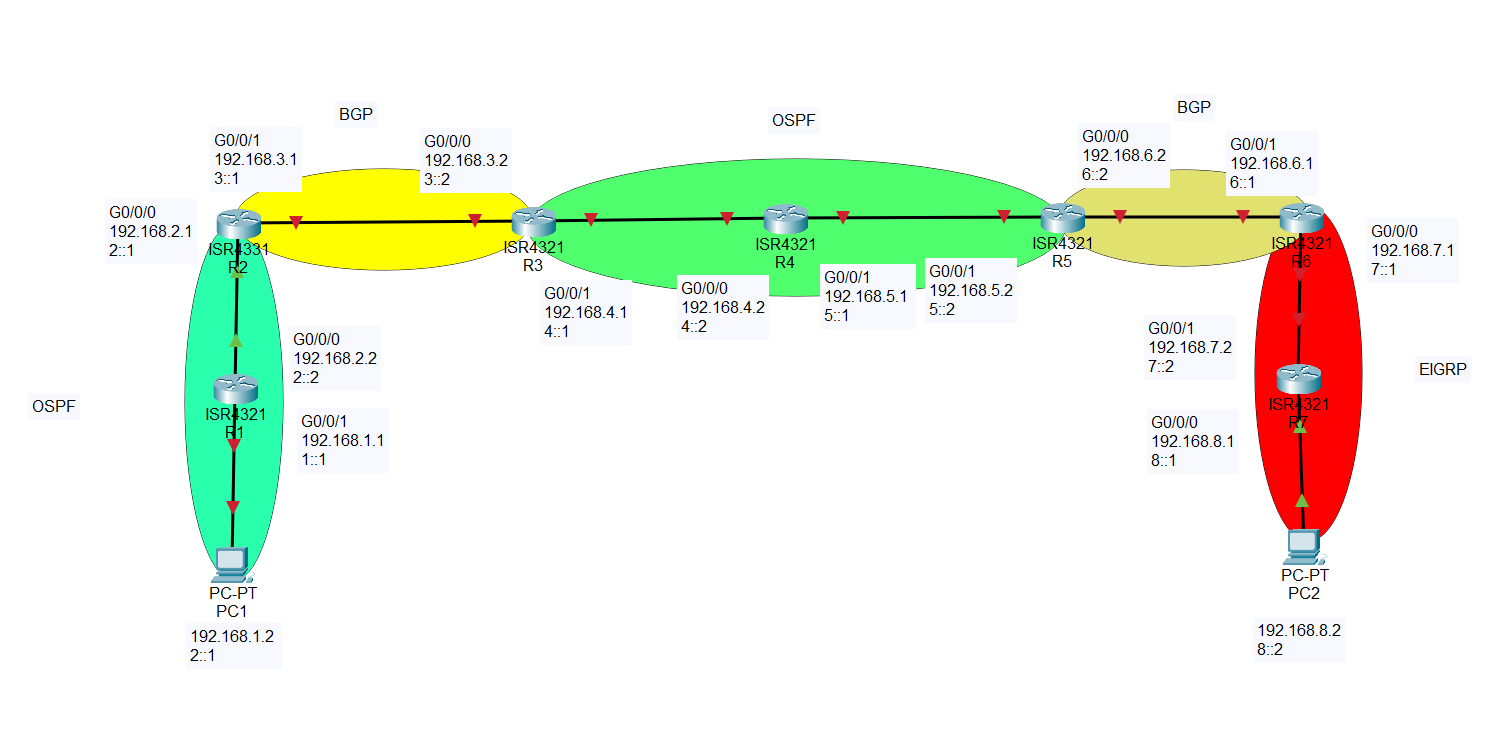 BGP
OSPF
BGP
G0/0/1
192.168.3.1
3::1
G0/0/0
192.168.3.2
3::2
G0/0/0
192.168.6.2
6::2
G0/0/1
192.168.6.1
6::1
G0/0/0
192.168.2.1
2::1
ISR4331
R2
ISR4321
R3
ISR4321
R4
ISR4321
R5
ISR4321
R6
G0/0/0
192.168.7.1
7::1
G0/0/1
192.168.4.1
4::1
G0/0/0
192.168.4.2
4::2
G0/0/1
192.168.5.1
5::1
G0/0/1
192.168.5.2
5::2
G0/0/0
192.168.2.2
2::2
G0/0/1
192.168.7.2
7::2
OSPF
ISR4321
R1
G0/0/1
192.168.1.1
1::1
EIGRP
ISR4321
R7
G0/0/0
192.168.8.1
8::1
PC-PT
PC1
192.168.1.2
2::1
PC-PT
PC2
192.168.8.2
8::2